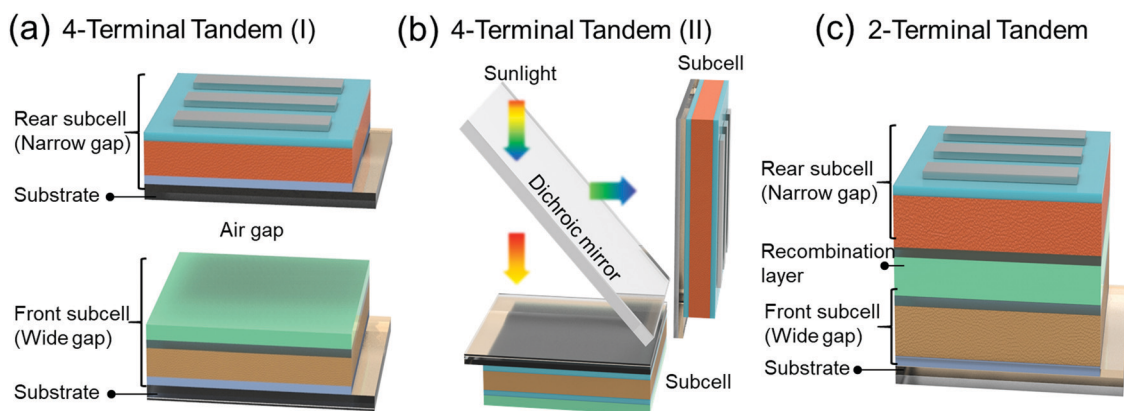 (a) 4-Terminal Tandem (I)
Rear subcell
(Narrow gap)
Substrate
Air gap
Front subcell
(Wide gap)
Substrate
(b) 4-Terminal Tandem (II)
Sunlight
Subcell
Dichroic mirror
Subcell
(c) 2-Terminal Tandem
Rear subcell
(Narrow gap)
Recombination
layer
Front subcell
(Wide gap)
Substrate